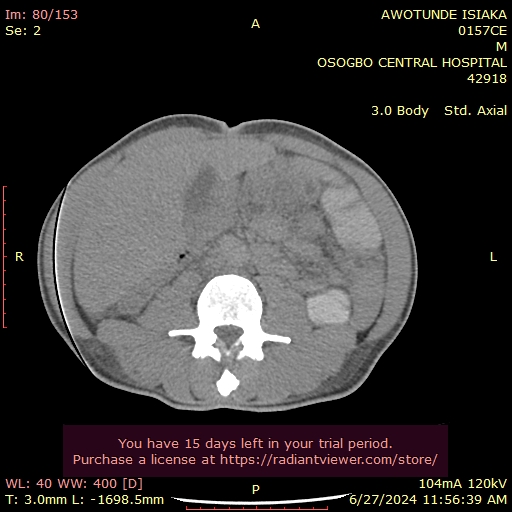 Im: 80/153
Se: 2
A
AWOTUNDE ISIAKA
0157CE
M
OSOGBO CENTRAL HOSPITAL
42918
3.0 Body Std. Axial
R
L
You have 15 days left in your trial period.
Purchase a license at https://radiantviewer.com/store/
WL: 40 WW: 400 [D]
T: 3.0mm L: -1698.5mm
P
104mA 120kV
6/27/2024 11:56:39 AM